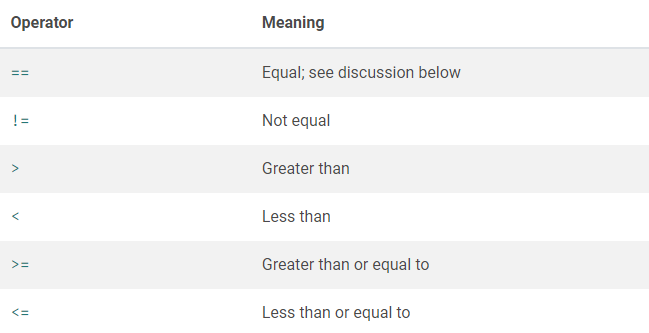 Operator Meaning
== Equal; see discussion below
!= Not equal
> Greater than
< Less than
>= Greater than or equal to
<= Less than or equal to